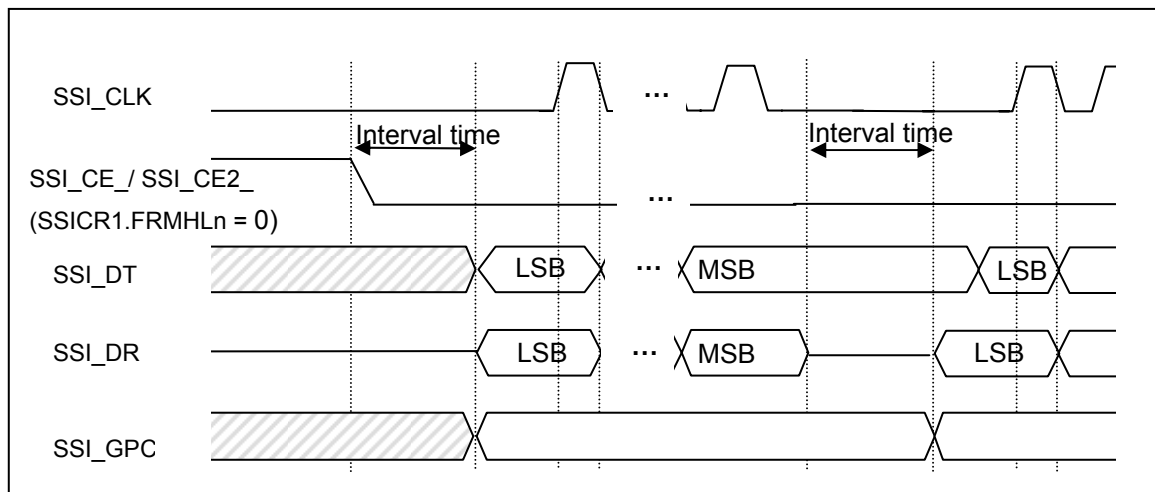 SSI_CLK
...
Interval time
Interval time
SSI_CE_/ SSI_CE2_
...
(SSICR1.FRMHLn = 0)
SSI_DT
LSB
...
MSB
LSB
SSI_DR
LSB
...
MSB
LSB
SSI_GPC